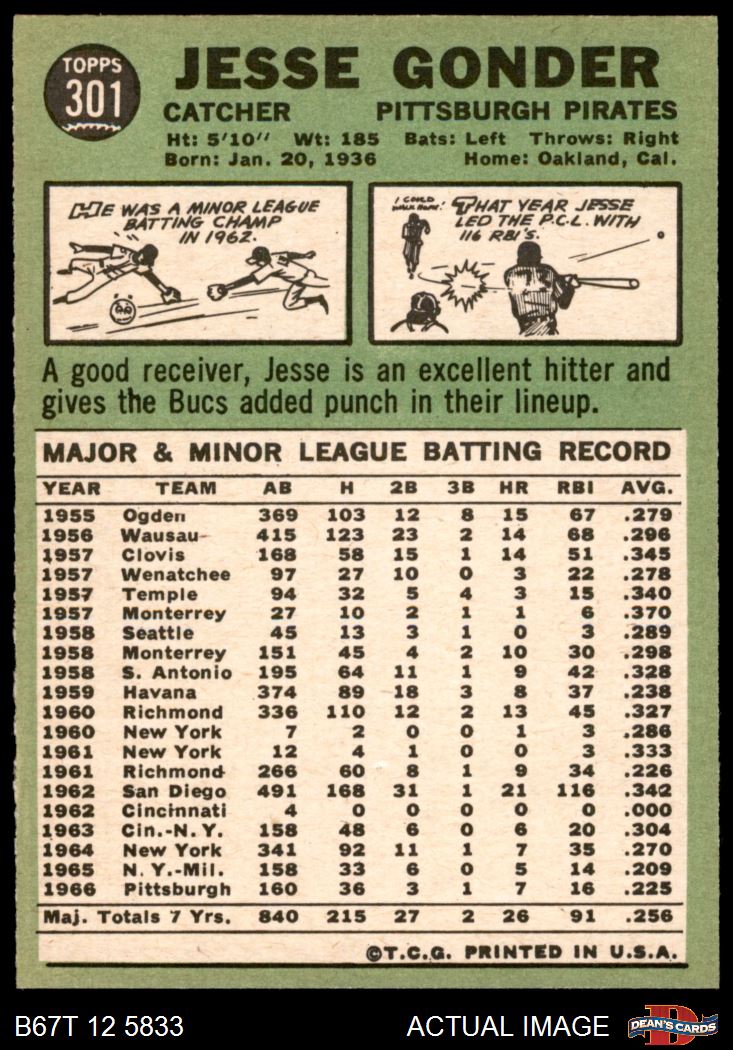 TOPPS
301
JESSE GONDER
CATCHER PITTSBURGH PIRATES
Ht: 5'10" Wt: 185 Bats: Left Throws: Right
Born: Jan. 20, 1936 Home: Oakland, Cal.
HE WAS A MINOR LEAGUE
BATTING CHAMP
IN 1962.
I COULD
WALK HOME!
THAT YEAR JESSE
LED THE P.C.L. WITH
116 RBI'S.
A good receiver, Jesse is an excellent hitter and
gives the Bucs added punch in their lineup.
MAJOR & MINOR LEAGUE BATTING RECORD
YEAR TEAM AB H 2B 3B HR RBI AVG.
1955 Ogden 369 103 12 8 15 67 .279
1956 Wausau 415 123 23 2 14 68 .296
1957 Clovis 168 58 15 1 14 51 .345
1957 Wenatchee 97 27 10 0 3 22 .278
1957 Temple 94 32 5 4 3 15 .340
1957 Monterrey 27 10 2 1 1 6 .370
1958 Seattle 45 13 3 1 0 3 .289
1958 Monterrey 151 45 4 2 10 30 .298
1958 S. Antonio 195 64 11 1 9 42 .328
1959 Havana 374 89 18 3 8 37 .238
1960 Richmond 336 110 12 2 13 45 .327
1960 New York 7 2 0 0 1 3 .286
1961 New York 12 4 1 0 0 3 .333
1961 Richmond 266 60 8 1 9 34 .226
1962 San Diego 491 168 31 1 21 116 .342
1962 Cincinnati 4 0 0 0 0 0 .000
1963 Cin.-N.Y. 158 48 6 0 6 20 .304
1964 New York 341 92 11 1 7 35 .270
1965 N.Y.-Mil. 158 33 6 0 5 14 .209
1966 Pittsburgh 160 36 3 1 7 16 .225
Maj. Totals 7 Yrs. 840 215 27 2 26 91 .256
©T.C.G. PRINTED IN U.S.A.
B67T 12 5833 ACTUAL IMAGE
D
DEAN'S CARDS